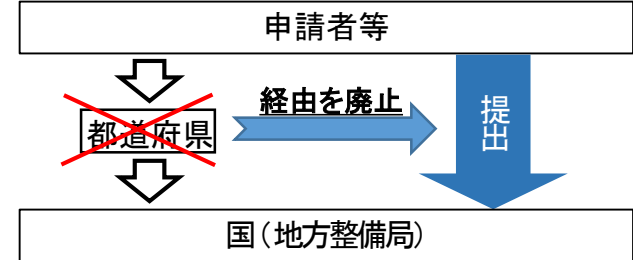 申請者等
経由を廃止
都道府県
提出
国（地方整備局）